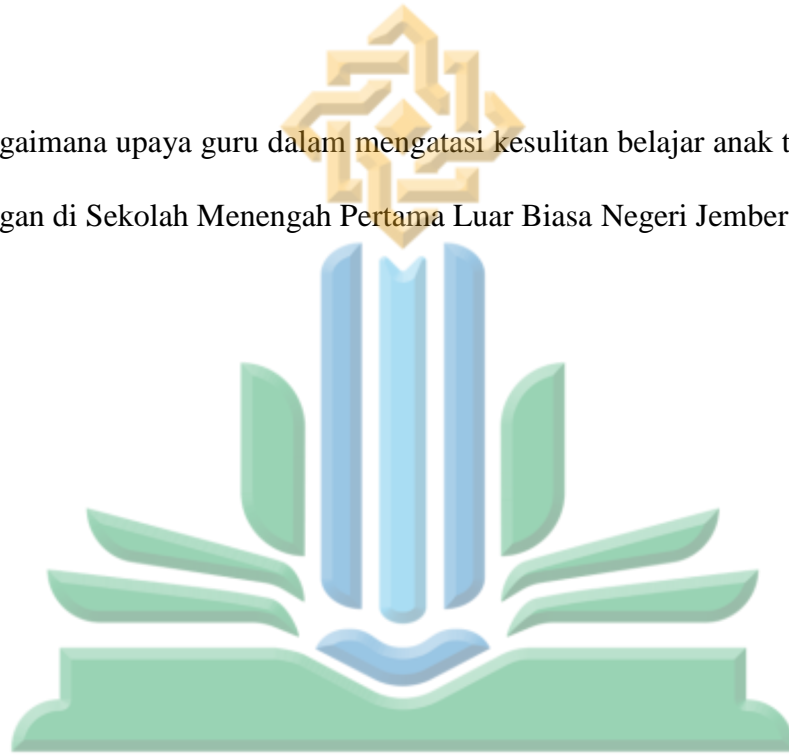 gaimana upaya guru dalam mengatasi kesulitan belajar anak t
gan di Sekolah Menengah Pertama Luar Biasa Negeri Jember